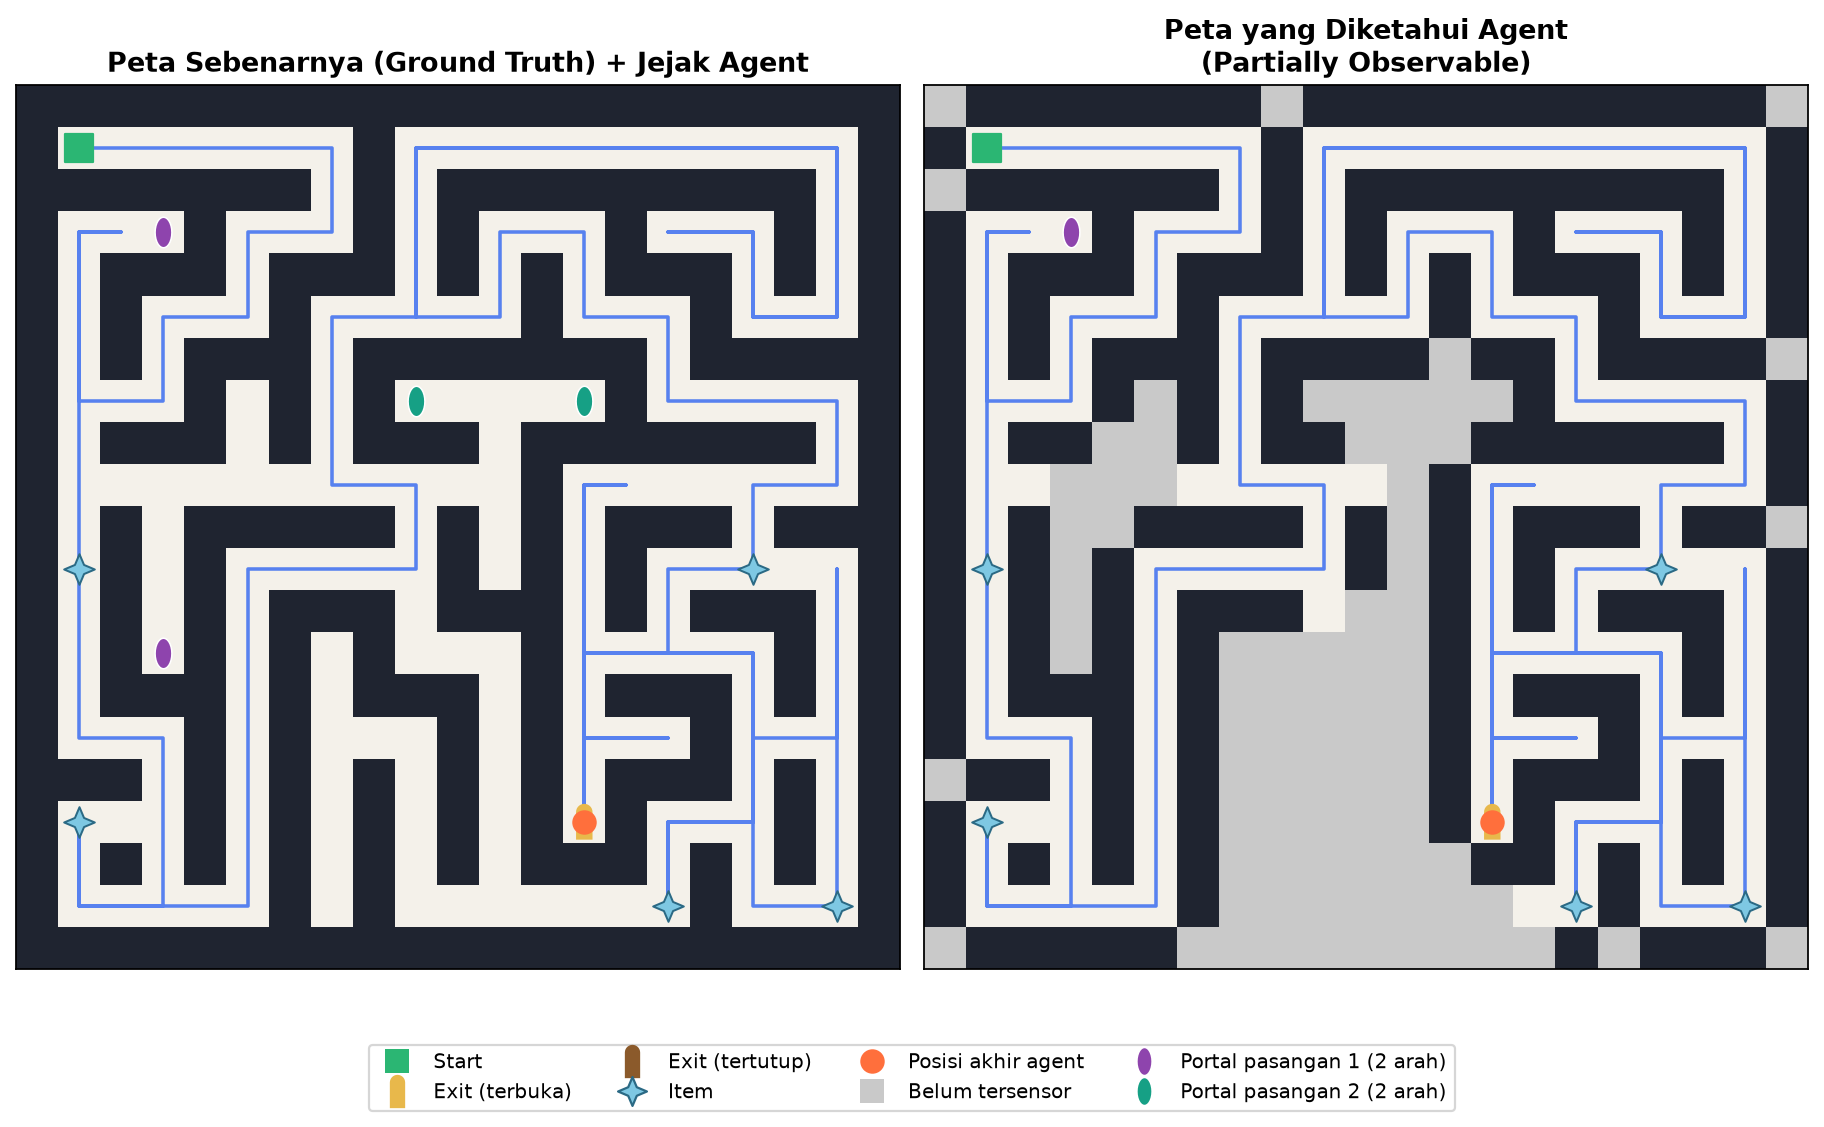 Peta Sebenarnya (Ground Truth) + Jejak Agent
Peta yang Diketahui Agent
(Partially Observable)
Start
Exit (terbuka)
Exit (tertutup)
Item
Posisi akhir agent
Belum tersensor
Portal pasangan 1 (2 arah)
Portal pasangan 2 (2 arah)